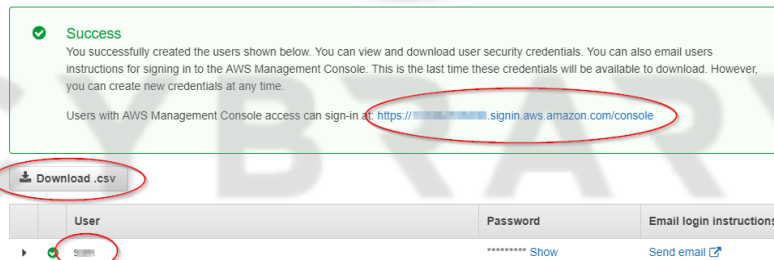 Success
You successfully created the users shown below. You can view and download user security credentials. You can also email users
instructions for signing in to the AWS Management Console. This is the last time these credentials will be available to download. However,
you can create new credentials at any time.
Users with AWS Management Console access can sign-in at: https:// .signin.aws.amazon.com/console
CYBRARY
Download .csv
User Password Email login instructions
********* Show Send email